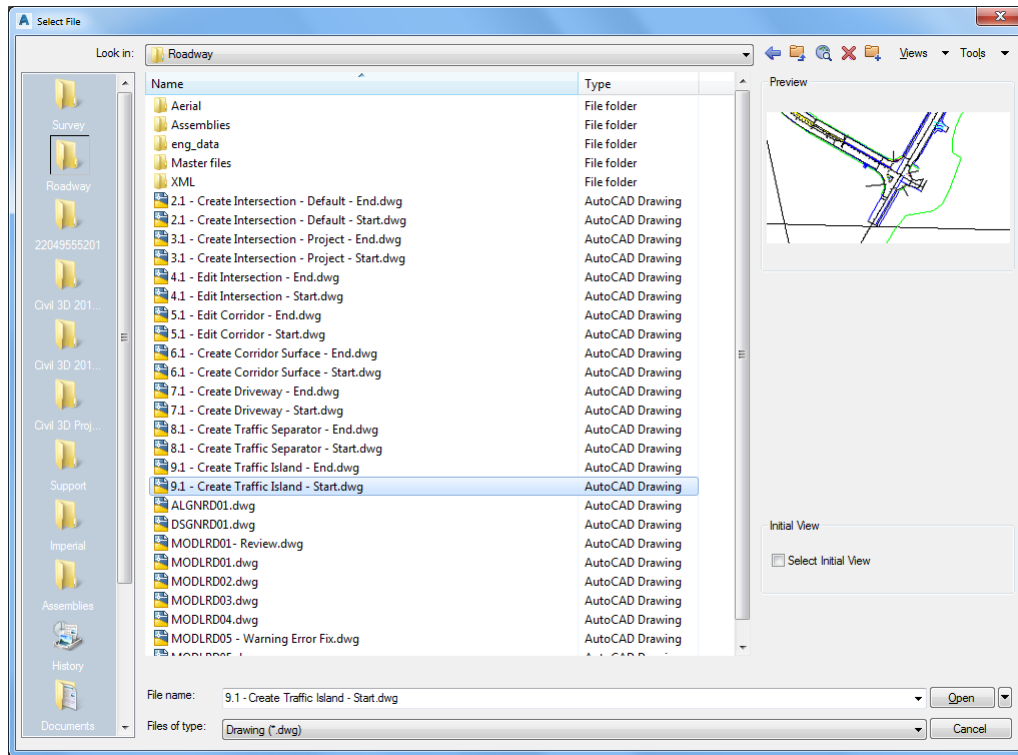 Select File
Look in:
Roadway
Views
Tools
Survey
Roadway
22049555201
Civil 3D 201...
Civil 3D 201...
Civil 3D Proj...
Support
Imperial
Assemblies
History
Documents
Name Type
Aerial File folder
Assemblies File folder
eng_data File folder
Master files File folder
XML File folder
2.1 - Create Intersection - Default - End.dwg AutoCAD Drawing
2.1 - Create Intersection - Default - Start.dwg AutoCAD Drawing
3.1 - Create Intersection - Project - End.dwg AutoCAD Drawing
3.1 - Create Intersection - Project - Start.dwg AutoCAD Drawing
4.1 - Edit Intersection - End.dwg AutoCAD Drawing
4.1 - Edit Intersection - Start.dwg AutoCAD Drawing
5.1 - Edit Corridor - End.dwg AutoCAD Drawing
5.1 - Edit Corridor - Start.dwg AutoCAD Drawing
6.1 - Create Corridor Surface - End.dwg AutoCAD Drawing
6.1 - Create Corridor Surface - Start.dwg AutoCAD Drawing
7.1 - Create Driveway - End.dwg AutoCAD Drawing
7.1 - Create Driveway - Start.dwg AutoCAD Drawing
8.1 - Create Traffic Separator - End.dwg AutoCAD Drawing
8.1 - Create Traffic Separator - Start.dwg AutoCAD Drawing
9.1 - Create Traffic Island - End.dwg AutoCAD Drawing
9.1 - Create Traffic Island - Start.dwg AutoCAD Drawing
ALGNRD01.dwg AutoCAD Drawing
DSGNRD01.dwg AutoCAD Drawing
MODLRD01- Review.dwg AutoCAD Drawing
MODLRD01.dwg AutoCAD Drawing
MODLRD02.dwg AutoCAD Drawing
MODLRD03.dwg AutoCAD Drawing
MODLRD04.dwg AutoCAD Drawing
MODLRD05 - Warning Error Fix.dwg AutoCAD Drawing
Preview
Initial View
Select Initial View
File name: 9.1 - Create Traffic Island - Start.dwg Open
Files of type: Drawing (*.dwg) Cancel